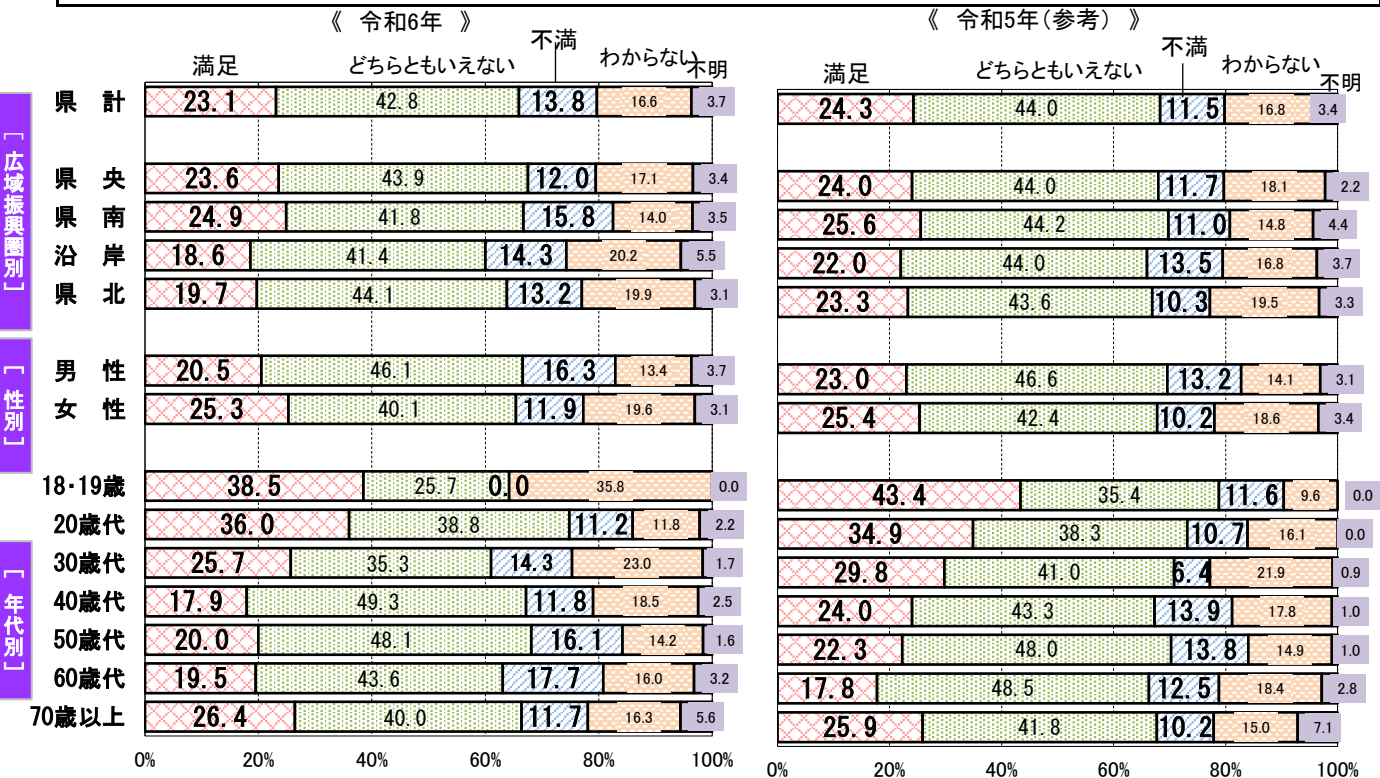 《 令和6年 》
満足 どちらともいえない 不満 わからない 不明
県 計 23.1 42.8 13.8 16.6 3.7
[ 広域振興圏別 ]
県 央 23.6 43.9 12.0 17.1 3.4
県 南 24.9 41.8 15.8 14.0 3.5
沿 岸 18.6 41.4 14.3 20.2 5.5
県 北 19.7 44.1 13.2 19.9 3.1
[ 性別 ]
男 性 20.5 46.1 16.3 13.4 3.7
女 性 25.3 40.1 11.9 19.6 3.1
[ 年代別 ]
18・19歳 38.5 25.7 0.0 35.8 0.0
20歳代 36.0 38.8 11.2 11.8 2.2
30歳代 25.7 35.3 14.3 23.0 1.7
40歳代 17.9 49.3 11.8 18.5 2.5
50歳代 20.0 48.1 16.1 14.2 1.6
60歳代 19.5 43.6 17.7 16.0 3.2
70歳以上 26.4 40.0 11.7 16.3 5.6
0% 20% 40% 60% 80% 100%
《 令和5年(参考) 》
満足 どちらともいえない 不満 わからない 不明
24.3 44.0 11.5 16.8 3.4
24.0 44.0 11.7 18.1 2.2
25.6 44.2 11.0 14.8 4.4
22.0 44.0 13.5 16.8 3.7
23.3 43.6 10.3 19.5 3.3
23.0 46.6 13.2 14.1 3.1
25.4 42.4 10.2 18.6 3.4
43.4 35.4 11.6 9.6 0.0
34.9 38.3 10.7 16.1 0.0
29.8 41.0 6.4 21.9 0.9
24.0 43.3 13.9 17.8 1.0
22.3 48.0 13.8 14.9 1.0
17.8 48.5 12.5 18.4 2.8
25.9 41.8 10.2 15.0 7.1
0% 20% 40% 60% 80% 100%